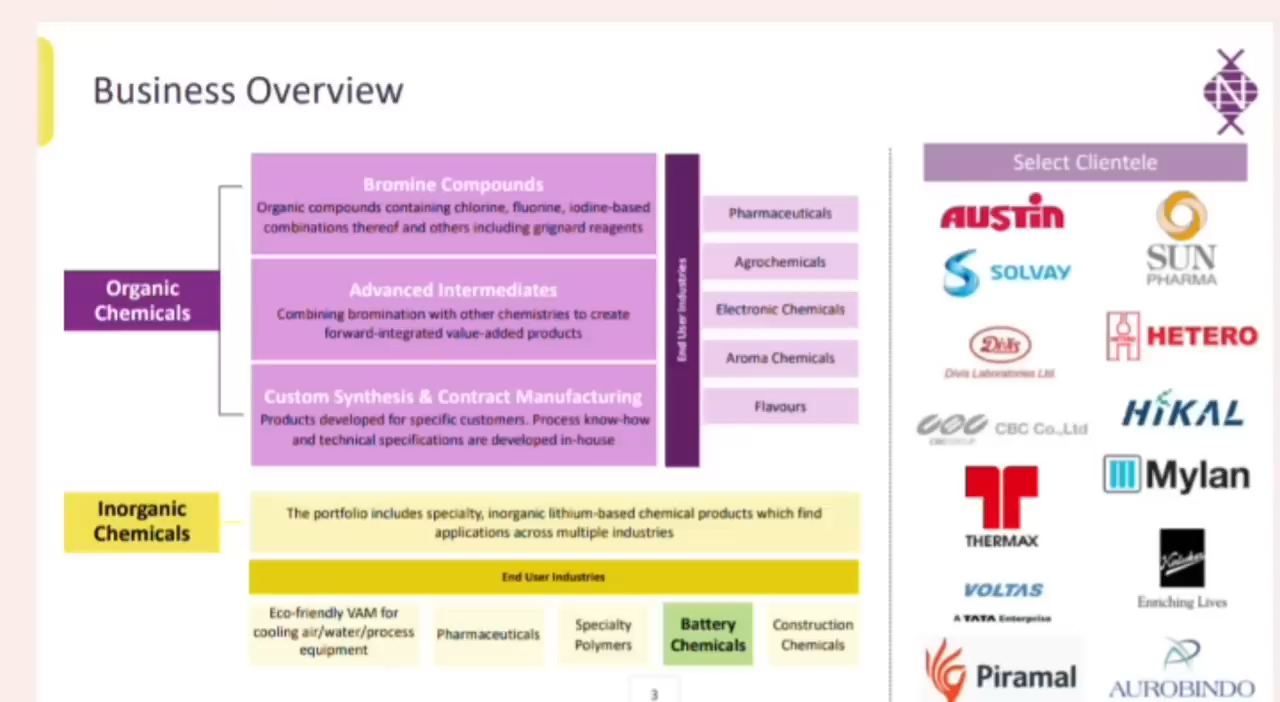 Business Overview
N
Organic
Chemicals
Bromine Compounds
Organic compounds containing chlorine, fluorine, iodine-based
combinations thereof and others including grignard reagents
Advanced Intermediates
Combining bromination with other chemistries to create
forward-integrated value-added products
Custom Synthesis & Contract Manufacturing
Products developed for specific customers. Process know-how
and technical specifications are developed in-house
End User Industries
Pharmaceuticals
Agrochemicals
Electronic Chemicals
Aroma Chemicals
Flavours
Inorganic
Chemicals
The portfolio includes specialty, inorganic lithium-based chemical products which find
applications across multiple industries
End User Industries
Eco-friendly VAM for
cooling air/water/process
equipment
Pharmaceuticals
Specialty
Polymers
Battery
Chemicals
Construction
Chemicals
3
Select Clientele
AUSTIN
SUN
PHARMA
SOLVAY
HETERO
Divi's
Divis Laboratories Ltd.
HIKAL
CBC Co.,Ltd
CBC GROUP
Mylan
THERMAX
Kirloskar
Enriching Lives
VOLTAS
A TATA Enterprise
Piramal
AUROBINDO